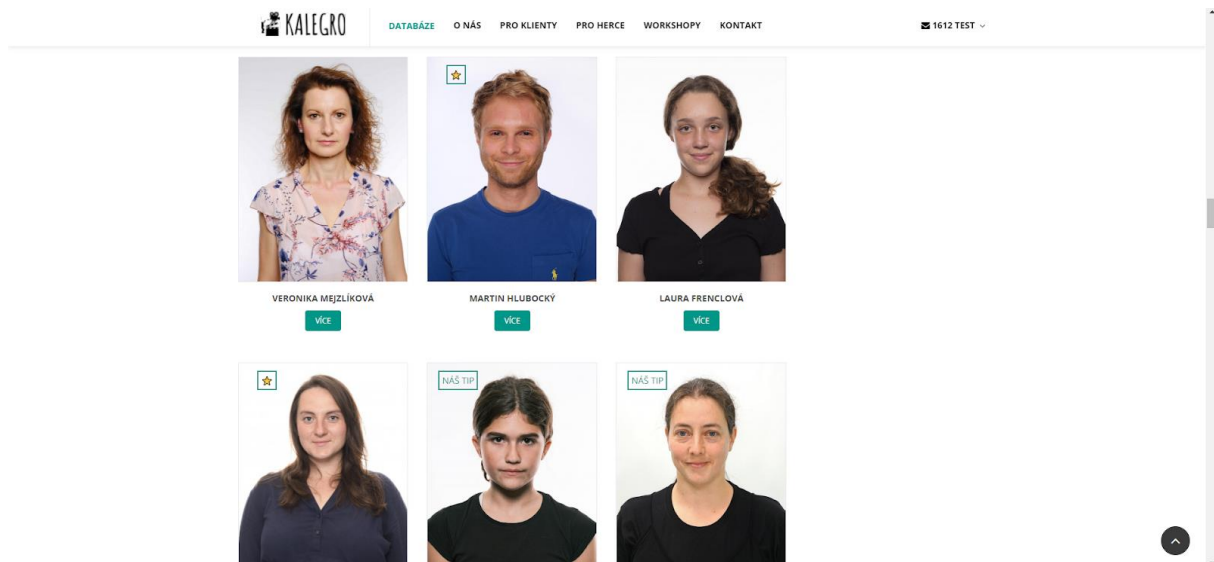 KALEGRO
DATABÁZE O NÁS PRO KLIENTY PRO HERCE WORKSHOPY KONTAKT
1612 TEST
VERONIKA MEJZLÍKOVÁ MARTIN HLUBOCKÝ LAURA FRENCLOVÁ
VÍCE VÍCE VÍCE
NÁŠ TIP NÁŠ TIP